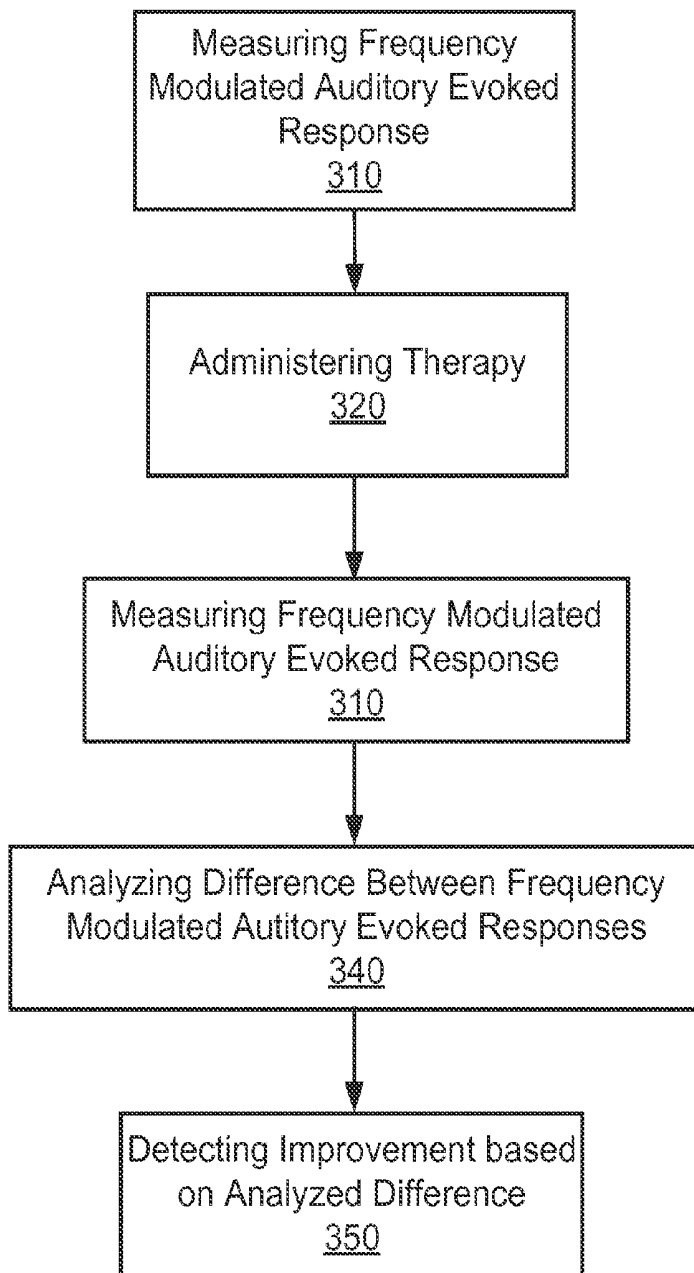 Measuring Frequency
Modulated Auditory Evoked
Response
310
Administering Therapy
320
Measuring Frequency Modulated
Auditory Evoked Response
310
Analyzing Difference Between Frequency
Modulated Autitory Evoked Responses
340
Detecting Improvement based
on Analyzed Difference
350